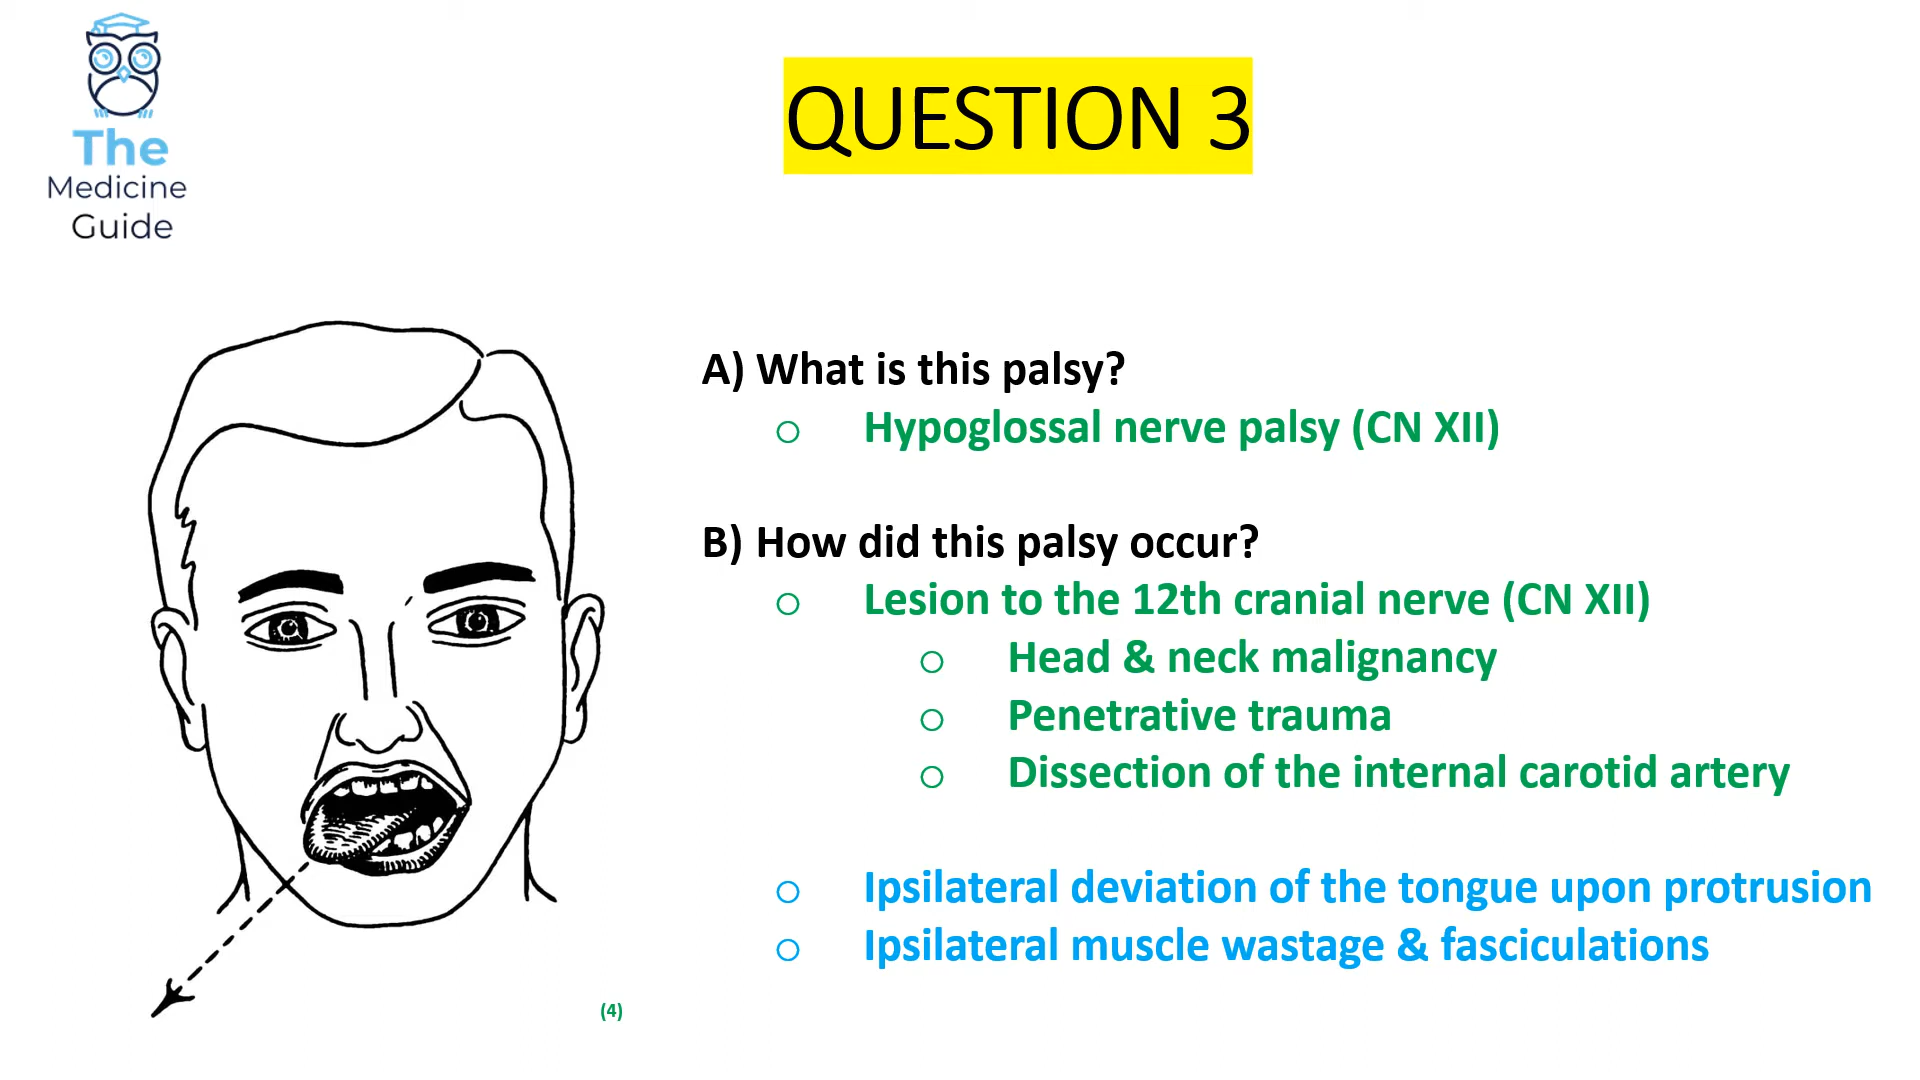 The
Medicine
Guide
QUESTION 3
A) What is this palsy?
Hypoglossal nerve palsy (CN XII)
B) How did this palsy occur?
Lesion to the 12th cranial nerve (CN XII)
Head & neck malignancy
Penetrative trauma
Dissection of the internal carotid artery
Ipsilateral deviation of the tongue upon protrusion
Ipsilateral muscle wastage & fasciculations
(4)